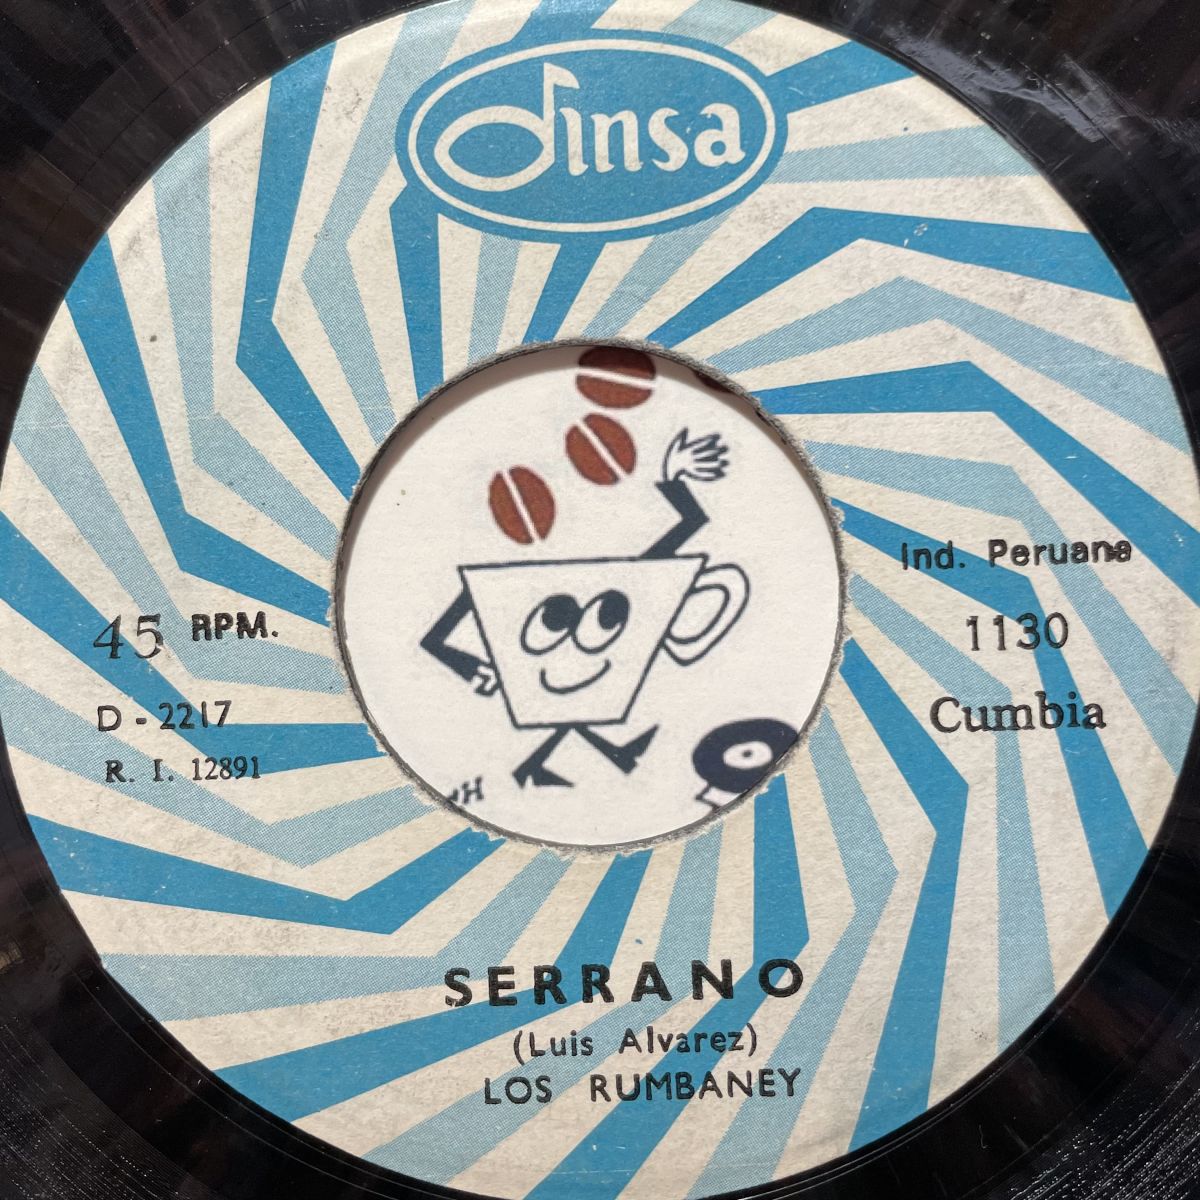 dinsa
45 RPM.
D - 2217
R. I. 12891
Ind. Peruana
1130
Cumbia
SERRANO
(Luis Alvarez)
LOS RUMBANEY